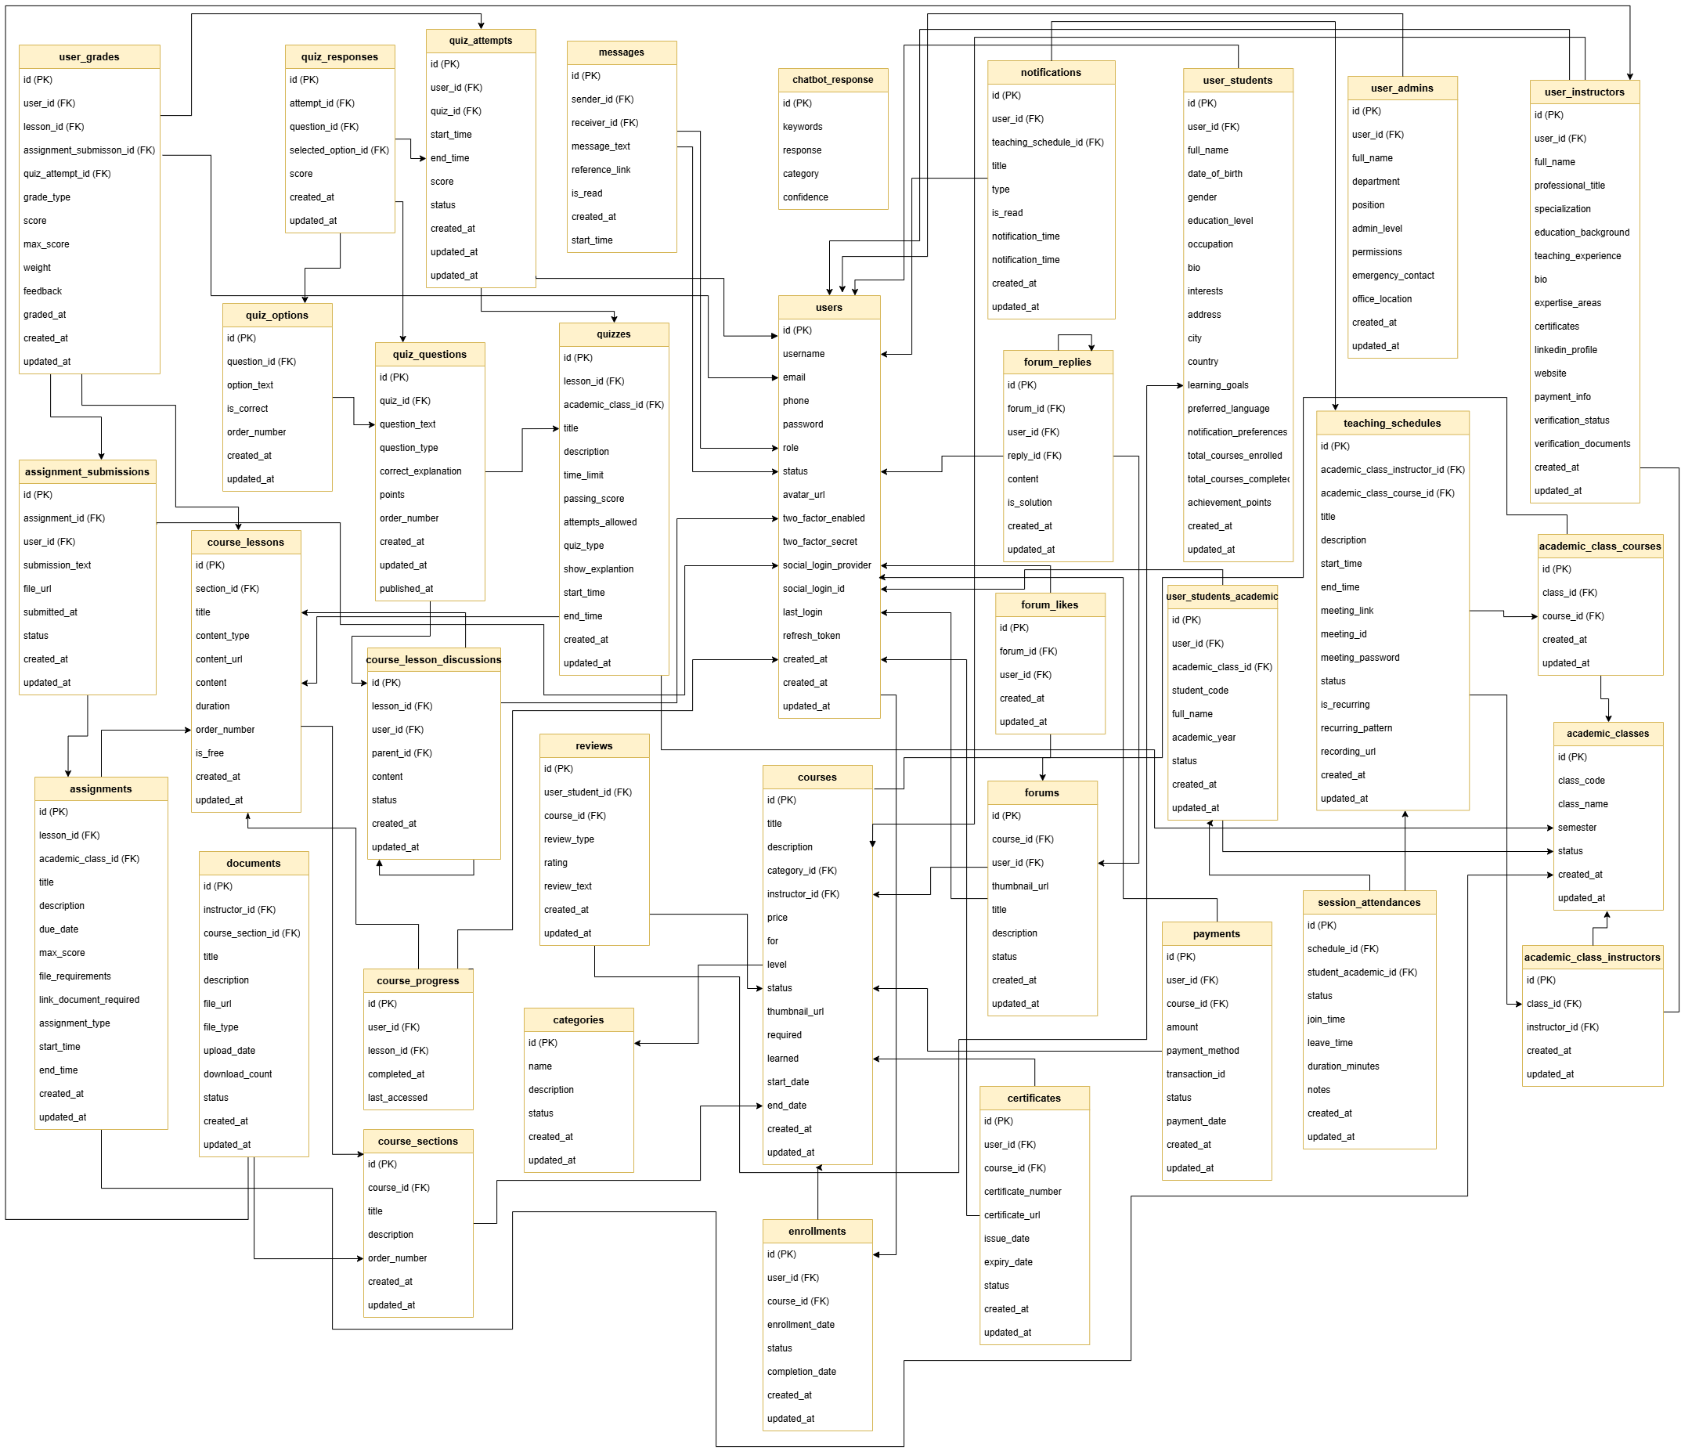 user_grades
id (PK)
user_id (FK)
lesson_id (FK)
assignment_submisson_id (FK)
quiz_attempt_id (FK)
grade_type
score
max_score
weight
feedback
graded_at
created_at
updated_at
quiz_responses
id (PK)
attempt_id (FK)
question_id (FK)
selected_option_id (FK)
score
created_at
updated_at
quiz_attempts
id (PK)
user_id (FK)
quiz_id (FK)
start_time
end_time
score
status
created_at
updated_at
updated_at
messages
id (PK)
sender_id (FK)
receiver_id (FK)
message_text
reference_link
is_read
created_at
start_time
chatbot_response
id (PK)
keywords
response
category
confidence
notifications
id (PK)
user_id (FK)
teaching_schedule_id (FK)
title
type
is_read
notification_time
notification_time
created_at
updated_at
user_students
id (PK)
user_id (FK)
full_name
date_of_birth
gender
education_level
occupation
bio
interests
address
city
country
learning_goals
preferred_language
notification_preferences
total_courses_enrolled
total_courses_complete
achievement_points
created_at
updated_at
user_admins
id (PK)
user_id (FK)
full_name
department
position
admin_level
permissions
emergency_contact
office_location
created_at
updated_at
user_instructors
id (PK)
user_id (FK)
full_name
professional_title
specialization
education_background
teaching_experience
bio
expertise_areas
certificates
linkedin_profile
website
payment_info
verification_status
verification_documents
created_at
updated_at
quiz_options
id (PK)
question_id (FK)
option_text
is_correct
order_number
created_at
updated_at
quiz_questions
id (PK)
quiz_id (FK)
question_text
question_type
correct_explanation
points
order_number
created_at
updated_at
published_at
quizzes
id (PK)
lesson_id (FK)
academic_class_id (FK)
title
description
time_limit
passing_score
attempts_allowed
quiz_type
show_explantion
start_time
end_time
created_at
updated_at
users
id (PK)
username
email
phone
password
role
status
avatar_url
two_factor_enabled
two_factor_secret
social_login_provider
social_login_id
last_login
refresh_token
created_at
created_at
updated_at
forum_replies
id (PK)
forum_id (FK)
user_id (FK)
reply_id (FK)
content
is_solution
created_at
updated_at
teaching_schedules
id (PK)
academic_class_instructor_id (FK)
academic_class_course_id (FK)
title
description
start_time
end_time
meeting_link
meeting_id
meeting_password
status
is_recurring
recurring_pattern
recording_url
created_at
updated_at
assignment_submissions
id (PK)
assignment_id (FK)
user_id (FK)
submission_text
file_url
submitted_at
status
created_at
updated_at
course_lessons
id (PK)
section_id (FK)
title
content_type
content_url
content
duration
order_number
is_free
created_at
updated_at
course_lesson_discussions
id (PK)
lesson_id (FK)
user_id (FK)
parent_id (FK)
content
status
created_at
updated_at
forum_likes
id (PK)
forum_id (FK)
user_id (FK)
created_at
updated_at
user_students_academic
id (PK)
user_id (FK)
academic_class_id (FK)
student_code
full_name
academic_year
status
created_at
updated_at
academic_class_courses
id (PK)
class_id (FK)
course_id (FK)
created_at
updated_at
academic_classes
id (PK)
class_code
class_name
semester
status
created_at
updated_at
assignments
id (PK)
lesson_id (FK)
academic_class_id (FK)
title
description
due_date
max_score
file_requirements
link_document_required
assignment_type
start_time
end_time
created_at
updated_at
documents
id (PK)
instructor_id (FK)
course_section_id (FK)
title
description
file_url
file_type
upload_date
download_count
status
created_at
updated_at
reviews
id (PK)
user_student_id (FK)
course_id (FK)
review_type
rating
review_text
created_at
updated_at
courses
id (PK)
title
description
category_id (FK)
instructor_id (FK)
price
for
level
status
thumbnail_url
required
learned
start_date
end_date
created_at
updated_at
forums
id (PK)
course_id (FK)
user_id (FK)
thumbnail_url
title
description
status
created_at
updated_at
payments
id (PK)
user_id (FK)
course_id (FK)
amount
payment_method
transaction_id
status
payment_date
created_at
updated_at
session_attendances
id (PK)
schedule_id (FK)
student_academic_id (FK)
status
join_time
leave_time
duration_minutes
notes
created_at
updated_at
academic_class_instructors
id (PK)
class_id (FK)
instructor_id (FK)
created_at
updated_at
course_progress
id (PK)
user_id (FK)
lesson_id (FK)
completed_at
last_accessed
categories
id (PK)
name
description
status
created_at
updated_at
certificates
id (PK)
user_id (FK)
course_id (FK)
certificate_number
certificate_url
issue_date
expiry_date
status
created_at
updated_at
course_sections
id (PK)
course_id (FK)
title
description
order_number
created_at
updated_at
enrollments
id (PK)
user_id (FK)
course_id (FK)
enrollment_date
status
completion_date
created_at
updated_at